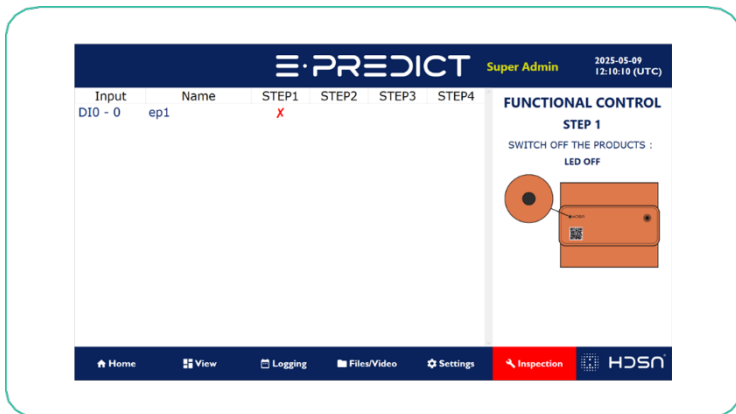 E·PREDICT
Super Admin
2025-05-09
12:10:10 (UTC)
Input Name STEP1 STEP2 STEP3 STEP4
DI0 - 0 ep1 ✗
FUNCTIONAL CONTROL
STEP 1
SWITCH OFF THE PRODUCTS :
LED OFF
Home View Logging Files/Video Settings Inspection HDSN